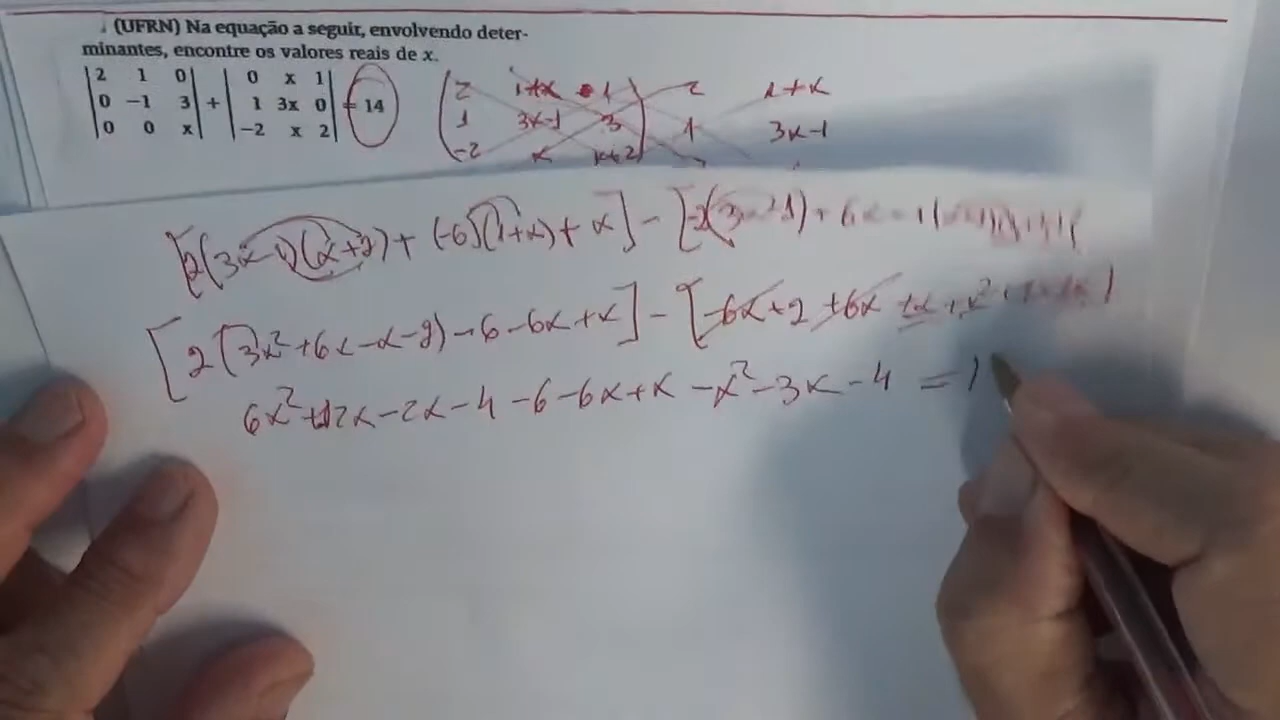 (UFRN) Na equação a seguir, envolvendo deter-
minantes, encontre os valores reais de x.
|2 1 0| + |0 x 1| = 14
|0 −1 3| |1 3x 0|
|0 0 x| |−2 x 2|
(2 1+x 1) 2 1+x
1 3x-1 3 1 3x-1
-2 x x+2
[2(3x-1)(x+2)+(-6)(1+x)+x] - [-2(
[2(3x²+6x-x-2)-6-6x+x] - [-6x+2+6x+x+x²
6x²+12x-2x-4-6-6x+x-x²-3x-4 = 1